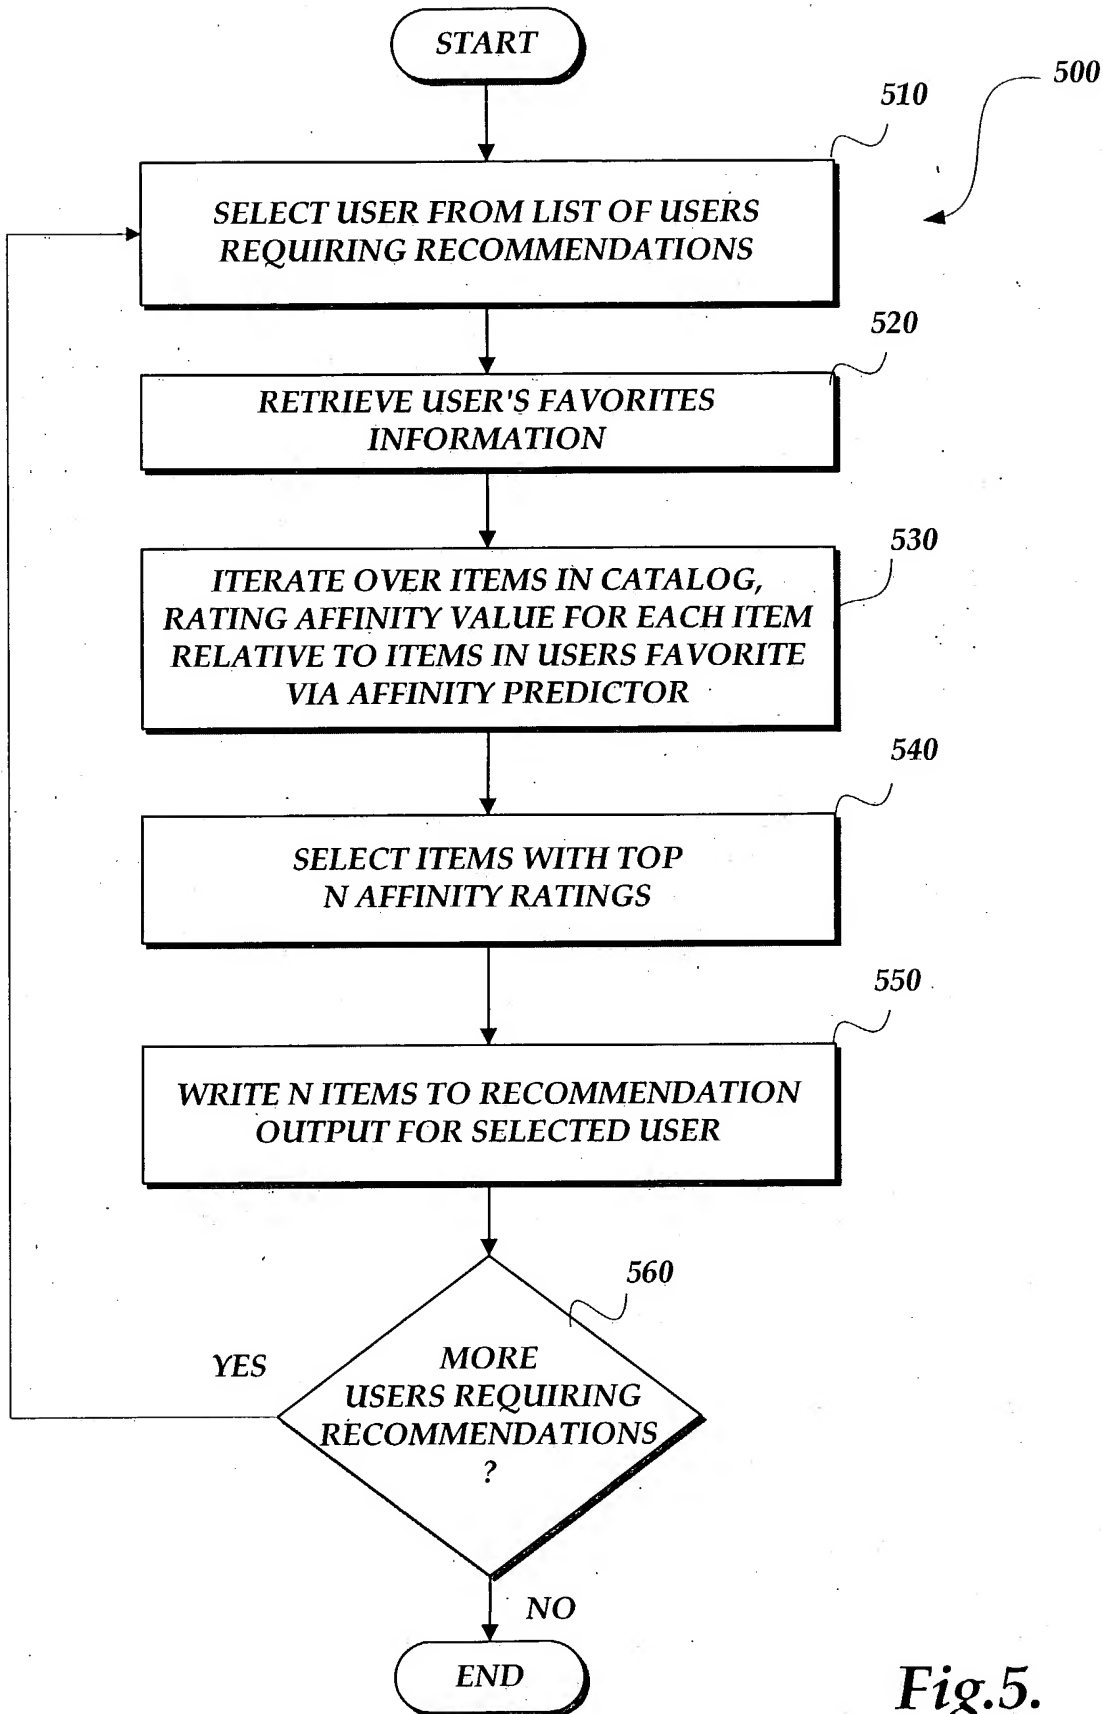 START
500
510
SELECT USER FROM LIST OF USERS
REQUIRING RECOMMENDATIONS
520
RETRIEVE USER'S FAVORITES
INFORMATION
530
ITERATE OVER ITEMS IN CATALOG,
RATING AFFINITY VALUE FOR EACH ITEM
RELATIVE TO ITEMS IN USERS FAVORITE
VIA AFFINITY PREDICTOR
540
SELECT ITEMS WITH TOP
N AFFINITY RATINGS
550
WRITE N ITEMS TO RECOMMENDATION
OUTPUT FOR SELECTED USER
560
YES
MORE
USERS REQUIRING
RECOMMENDATIONS
?
NO
END
Fig.5.